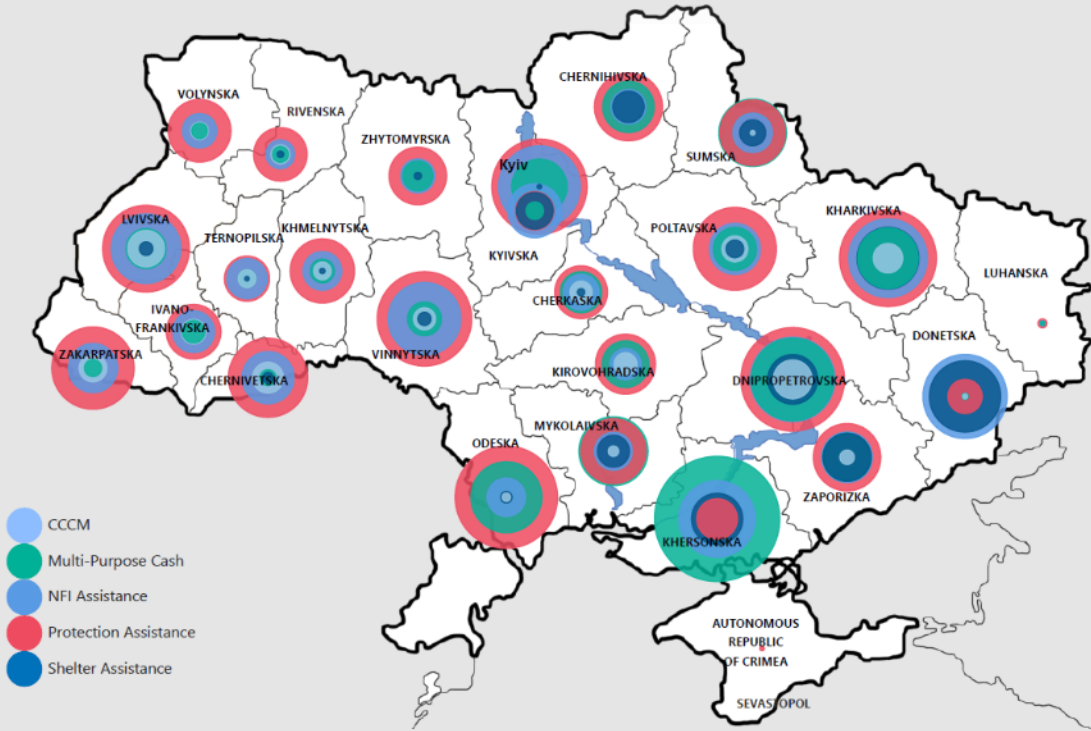 CHERNIHIVSKA
VOLYNSKA
RIVENSKA
ZHYTOMYRSKA
SUMSKA
Kyiv
KHARKIVSKA
LVIVSKA
KHMELNYTSKA
POLTAVSKA
TERNOPILSKA
KYIVSKA
LUHANSKA
CHERKASKA
IVANO-
FRANKIVSKA
DONETSKA
ZAKARPATSKA
VINNYTSKA
KIROVOHRADSKA
CHERNIVETSKA
DNIPROPETROVSKA
MYKOLAIVSKA
ODESKA
ZAPORIZKA
KHERSONSKA
CCCM
Multi-Purpose Cash
NFI Assistance
Protection Assistance
Shelter Assistance
AUTONOMOUS
REPUBLIC
OF CRIMEA
SEVASTOPOL